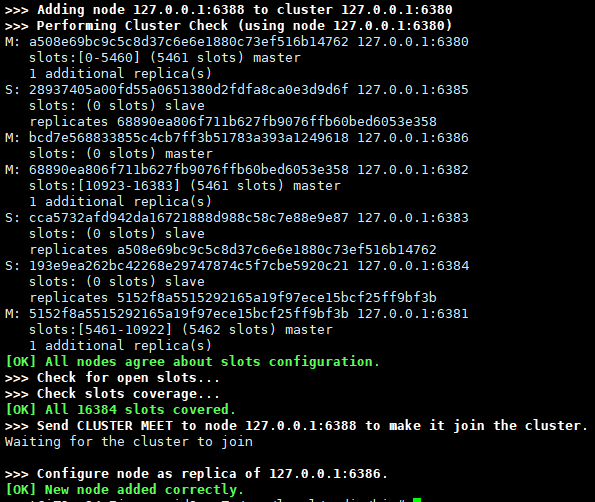 >>> Adding node 127.0.0.1:6388 to cluster 127.0.0.1:6380
>>> Performing Cluster Check (using node 127.0.0.1:6380)
M: a508e69bc9c5c8d37c6e6e1880c73ef516b14762 127.0.0.1:6380
   slots:[0-5460] (5461 slots) master
   1 additional replica(s)
S: 28937405a00fd55a0651380d2fdfa8ca0e3d9d6f 127.0.0.1:6385
   slots: (0 slots) slave
   replicates 68890ea806f711b627fb9076ffb60bed6053e358
M: bcd7e568833855c4cb7ff3b51783a393a1249618 127.0.0.1:6386
   slots: (0 slots) master
M: 68890ea806f711b627fb9076ffb60bed6053e358 127.0.0.1:6382
   slots:[10923-16383] (5461 slots) master
   1 additional replica(s)
S: cca5732afd942da16721888d988c58c7e88e9e87 127.0.0.1:6383
   slots: (0 slots) slave
   replicates a508e69bc9c5c8d37c6e6e1880c73ef516b14762
S: 193e9ea262bc42268e29747874c5f7cbe5920c21 127.0.0.1:6384
   slots: (0 slots) slave
   replicates 5152f8a5515292165a19f97ece15bcf25ff9bf3b
M: 5152f8a5515292165a19f97ece15bcf25ff9bf3b 127.0.0.1:6381
   slots:[5461-10922] (5462 slots) master
   1 additional replica(s)
[OK] All nodes agree about slots configuration.
>>> Check for open slots...
>>> Check slots coverage...
[OK] All 16384 slots covered.
>>> Send CLUSTER MEET to node 127.0.0.1:6388 to make it join the cluster.
Waiting for the cluster to join

>>> Configure node as replica of 127.0.0.1:6386.
[OK] New node added correctly.